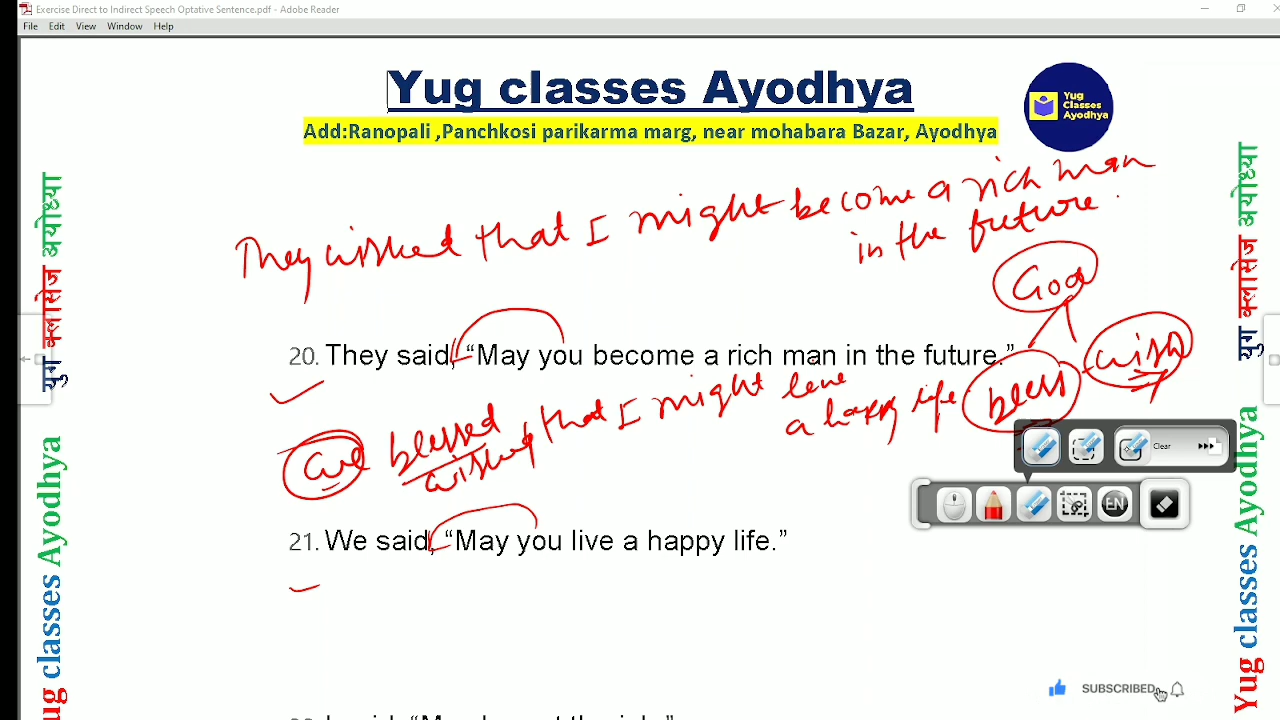 Exercise Direct to Indirect Speech Optative Sentence.pdf - Adobe Reader
File Edit View Window Help
Yug classes Ayodhya
Add:Ranopali ,Panchkosi parikarma marg, near mohabara Bazar, Ayodhya
Yug
Classes
Ayodhya
They wished that I might become a rich man
in the future.
God
20. They said, “May you become a rich man in the future.”
bless - wish
we blessed that I might live
wished a happy life
21. We said, “May you live a happy life.”
Clear
EN
SUBSCRIBED
युग क्लासेज अयोध्या
युग क्लासेज अयोध्या
Yug classes Ayodhya
Yug classes Ayodhya